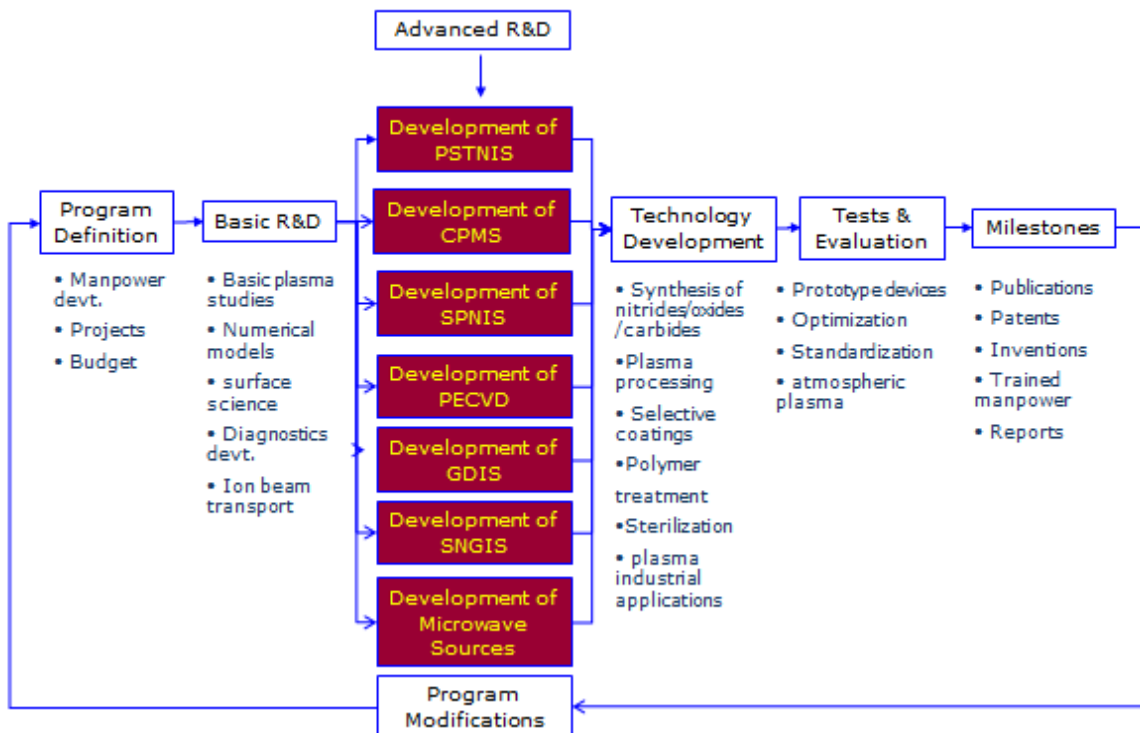 Advanced R&D
Development of
PSTNIS
Development of
CPMS
Development of
SPNIS
Development of
PECVD
Development of
GDIS
Development of
SNGIS
Development of
Microwave
Sources
Program
Definition
• Manpower
devt.
• Projects
• Budget
Basic R&D
• Basic plasma
studies
• Numerical
models
• surface
science
• Diagnostics
devt.
• Ion beam
transport
Technology
Development
• Synthesis of
nitrides/oxides
/carbides
•Plasma
processing
• Selective
coatings
•Polymer
treatment
•Sterilization
• plasma
industrial
applications
Tests &
Evaluation
• Prototype devices
• Optimization
• Standardization
• atmospheric
plasma
Milestones
• Publications
• Patents
• Inventions
• Trained
manpower
• Reports
Program
Modifications